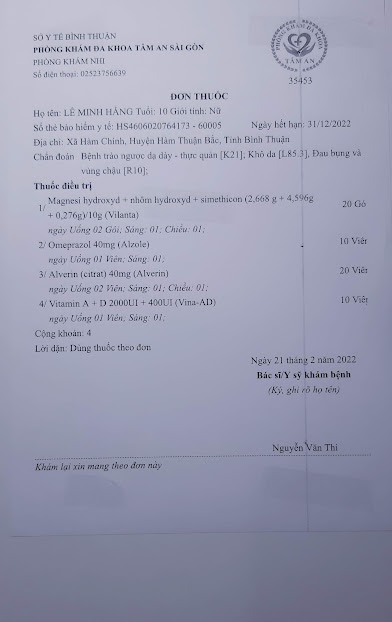 SỞ Y TẾ BÌNH THUẬN
PHÒNG KHÁM ĐA KHOA TÂM AN SÀI GÒN
PHÒNG KHÁM NHI
Số điện thoại: 02523756639
PHÒNG KHÁM ĐA KHOA
TÂM AN
35453
ĐƠN THUỐC
Họ tên: LÊ MINH HẰNG Tuổi: 10 Giới tính: Nữ
Số thẻ bảo hiểm y tế: HS4606020764173 - 60005 Ngày hết hạn: 31/12/2022
Địa chỉ: Xã Hàm Chính, Huyện Hàm Thuận Bắc, Tỉnh Bình Thuận
Chẩn đoán Bệnh trào ngược dạ dày - thực quản [K21]; Khô da [L85.3], Đau bụng và
vùng chậu [R10];
Thuốc điều trị
1/ Magnesi hydroxyd + nhôm hydroxyd + simethicon (2,668 g + 4,596g
+ 0,276g)/10g (Vilanta) 20 Gó
ngày Uống 02 Gói; Sáng: 01; Chiều: 01;
2/ Omeprazol 40mg (Alzole) 10 Viên
ngày Uống 01 Viên; Sáng: 01;
3/ Alverin (citrat) 40mg (Alverin) 20 Viên
ngày Uống 02 Viên; Sáng: 01; Chiều: 01;
4/ Vitamin A + D 2000UI + 400UI (Vina-AD) 10 Viên
ngày Uống 01 Viên; Sáng: 01;
Cộng khoản: 4
Lời dặn: Dùng thuốc theo đơn
Ngày 21 tháng 2 năm 2022
Bác sĩ/Y sỹ khám bệnh
(Ký, ghi rõ họ tên)
Nguyễn Văn Thi
Khám lại xin mang theo đơn này